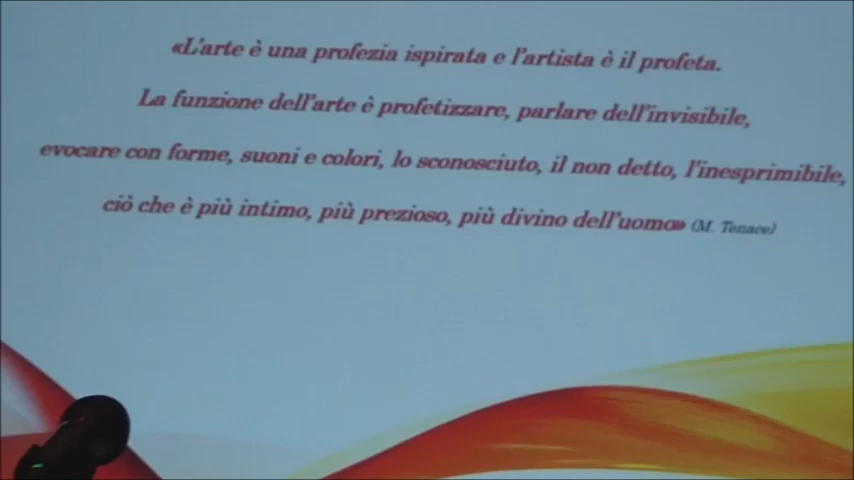 «L'arte è una profezia ispirata e l'artista è il profeta.
La funzione dell'arte è profetizzare, parlare dell'invisibile,
evocare con forme, suoni e colori, lo sconosciuto, il non detto, l'inesprimibile,
ciò che è più intimo, più prezioso, più divino dell'uomo» (M. Tenace)